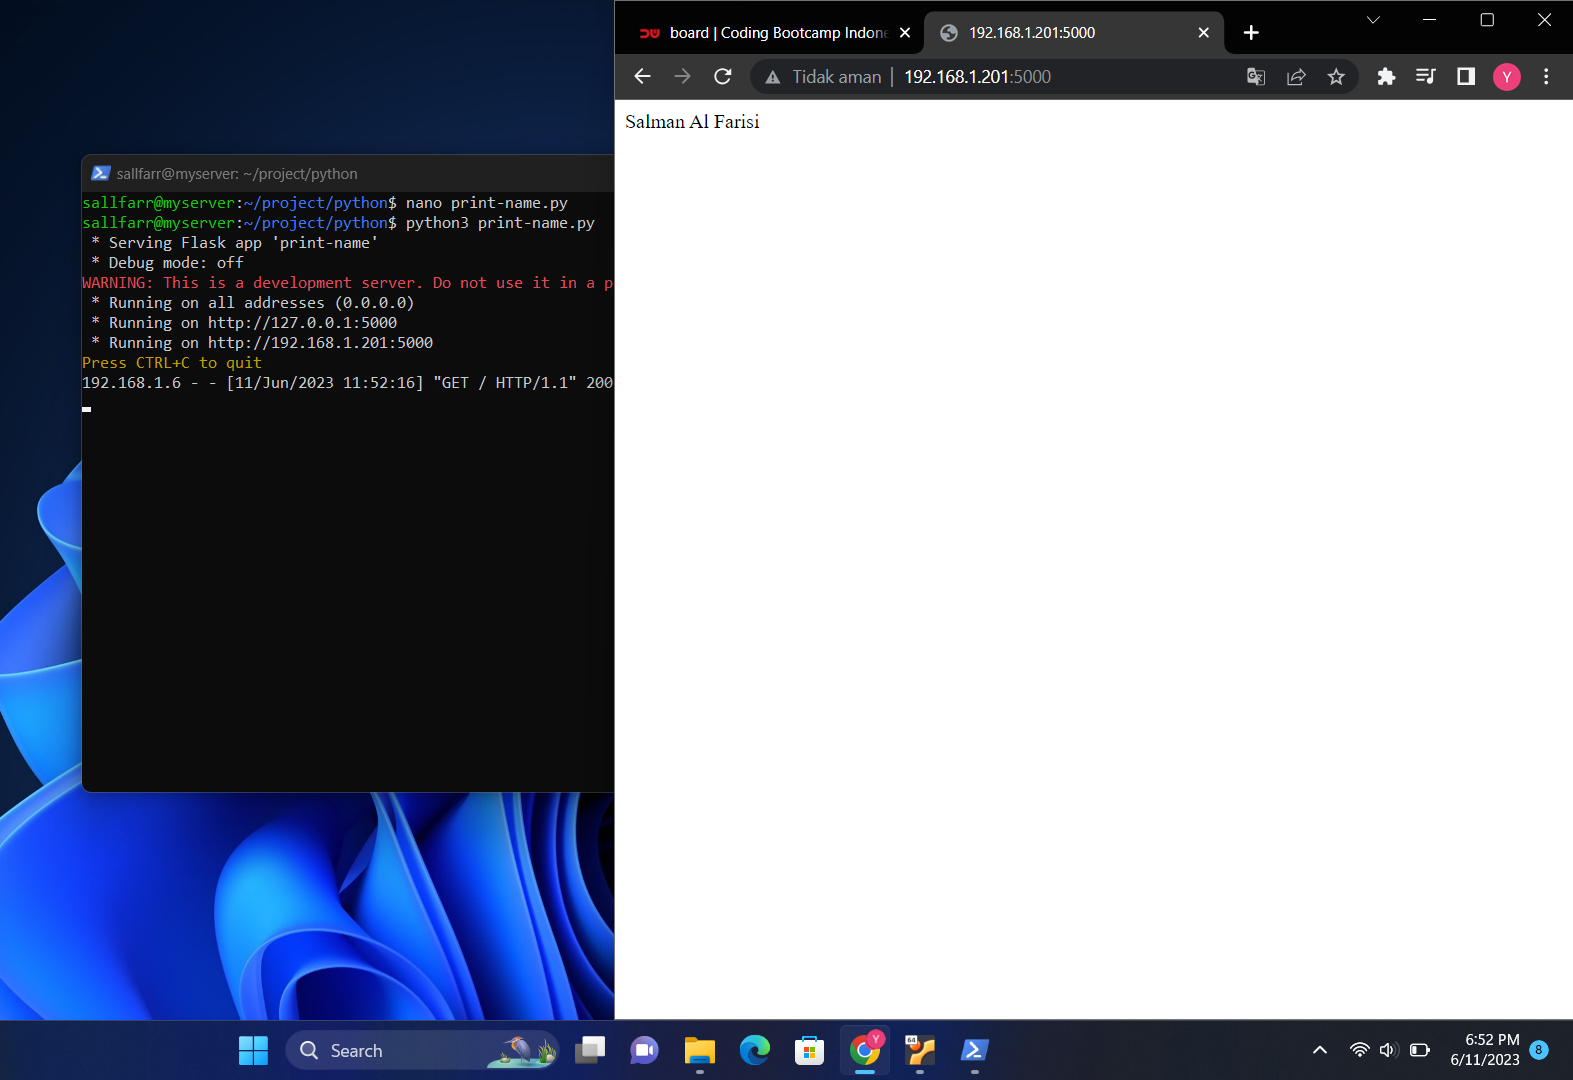 board | Coding Bootcamp Indone
192.168.1.201:5000
Tidak aman | 192.168.1.201:5000
Y
Salman Al Farisi
sallfarr@myserver: ~/project/python
sallfarr@myserver:~/project/python$ nano print-name.py
sallfarr@myserver:~/project/python$ python3 print-name.py
* Serving Flask app 'print-name'
* Debug mode: off
WARNING: This is a development server. Do not use it in a p
* Running on all addresses (0.0.0.0)
* Running on http://127.0.0.1:5000
* Running on http://192.168.1.201:5000
Press CTRL+C to quit
192.168.1.6 - - [11/Jun/2023 11:52:16] "GET / HTTP/1.1" 200
Search
Y
64
6:52 PM
6/11/2023
8